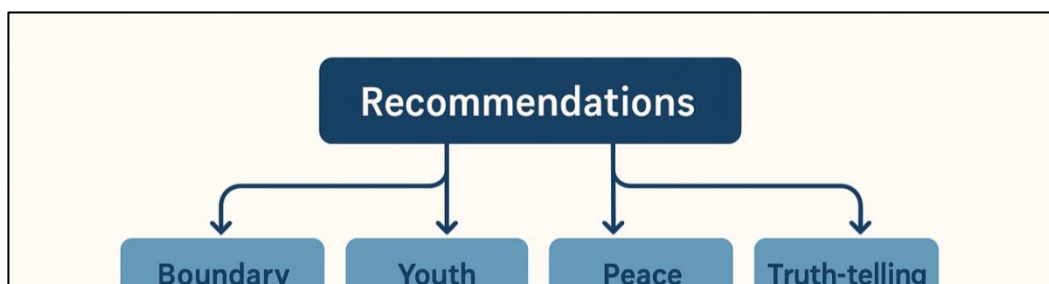 Recommendations
Boundary
Youth
Peace
Truth-telling